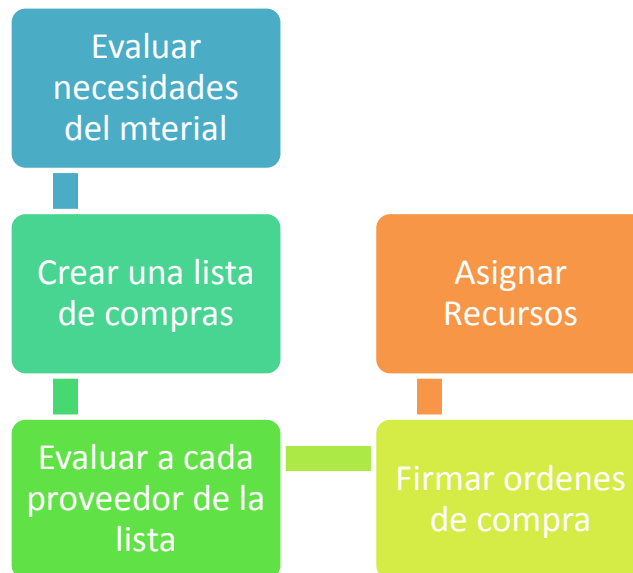 Evaluar
necesidades
del mterial
Crear una lista
de compras
Evaluar a cada
proveedor de la
lista
Firmar ordenes
de compra
Asignar
Recursos